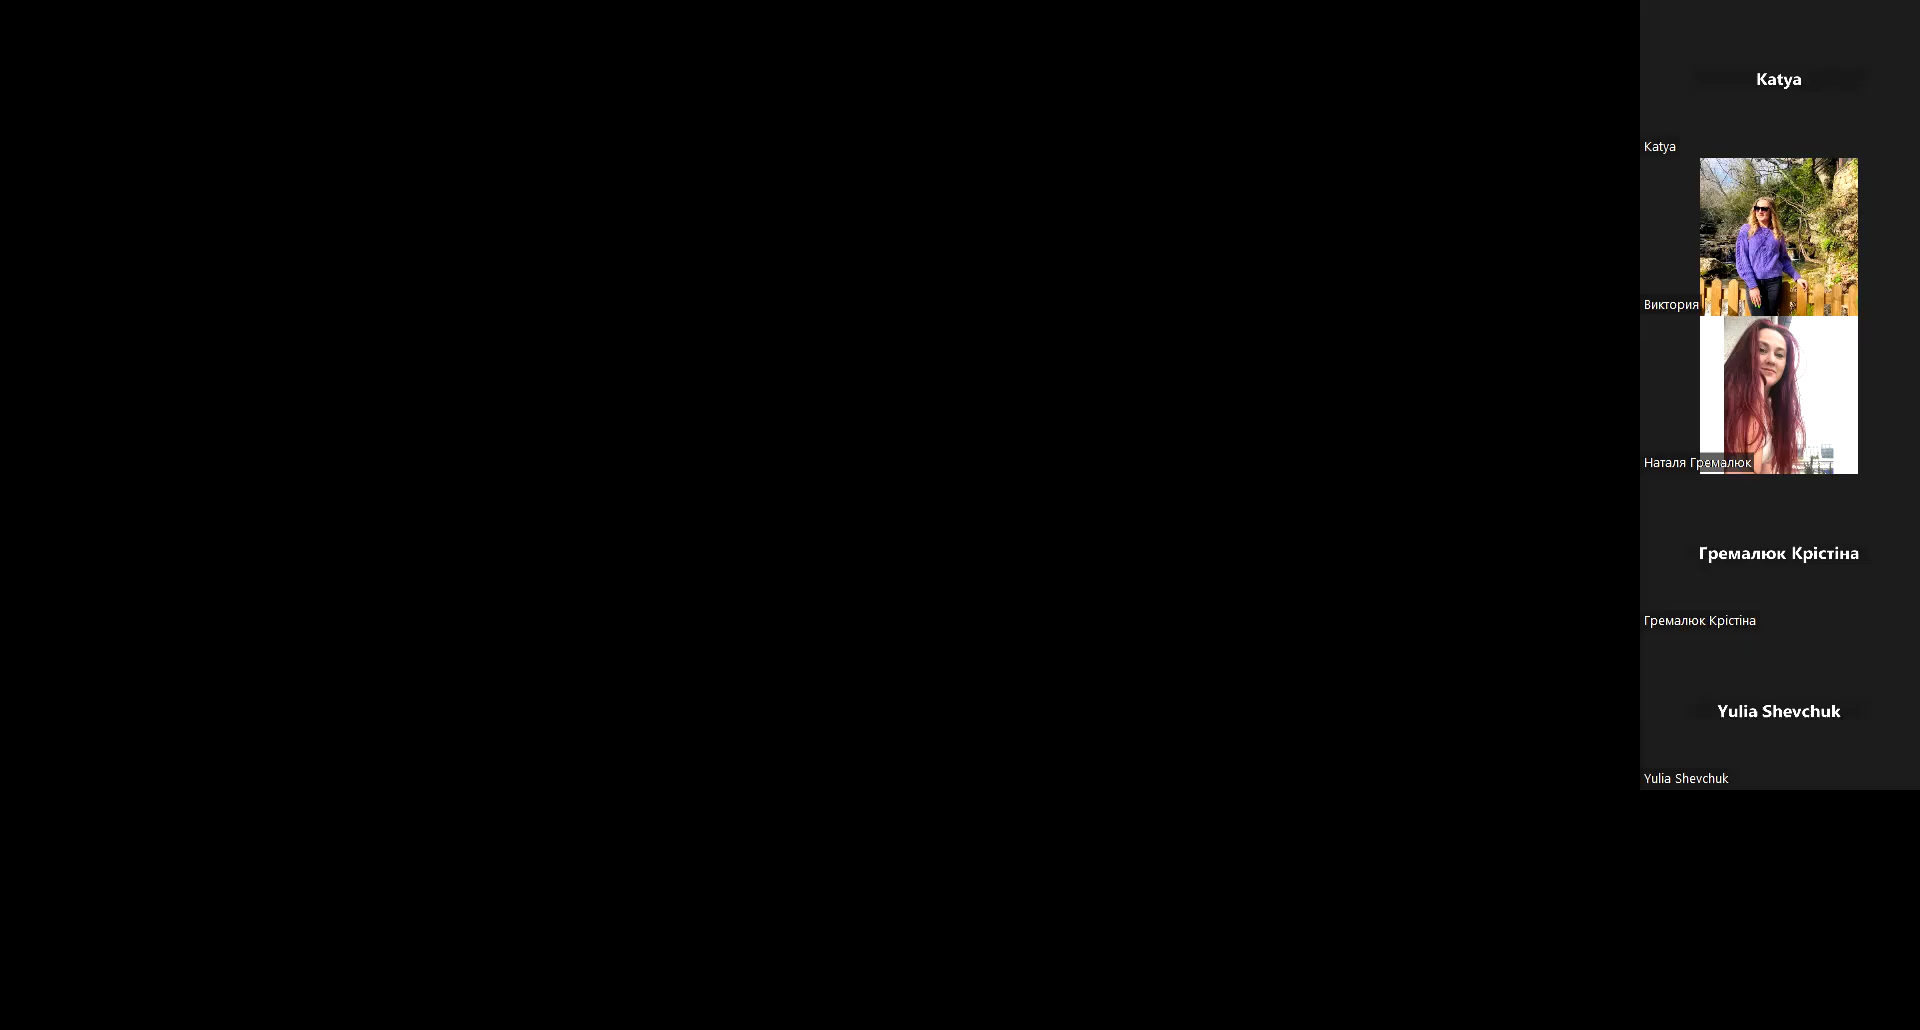 Katya
Katya
Виктория
Наталя Гремалюк
Гремалюк Крістіна
Гремалюк Крістіна
Yulia Shevchuk
Yulia Shevchuk